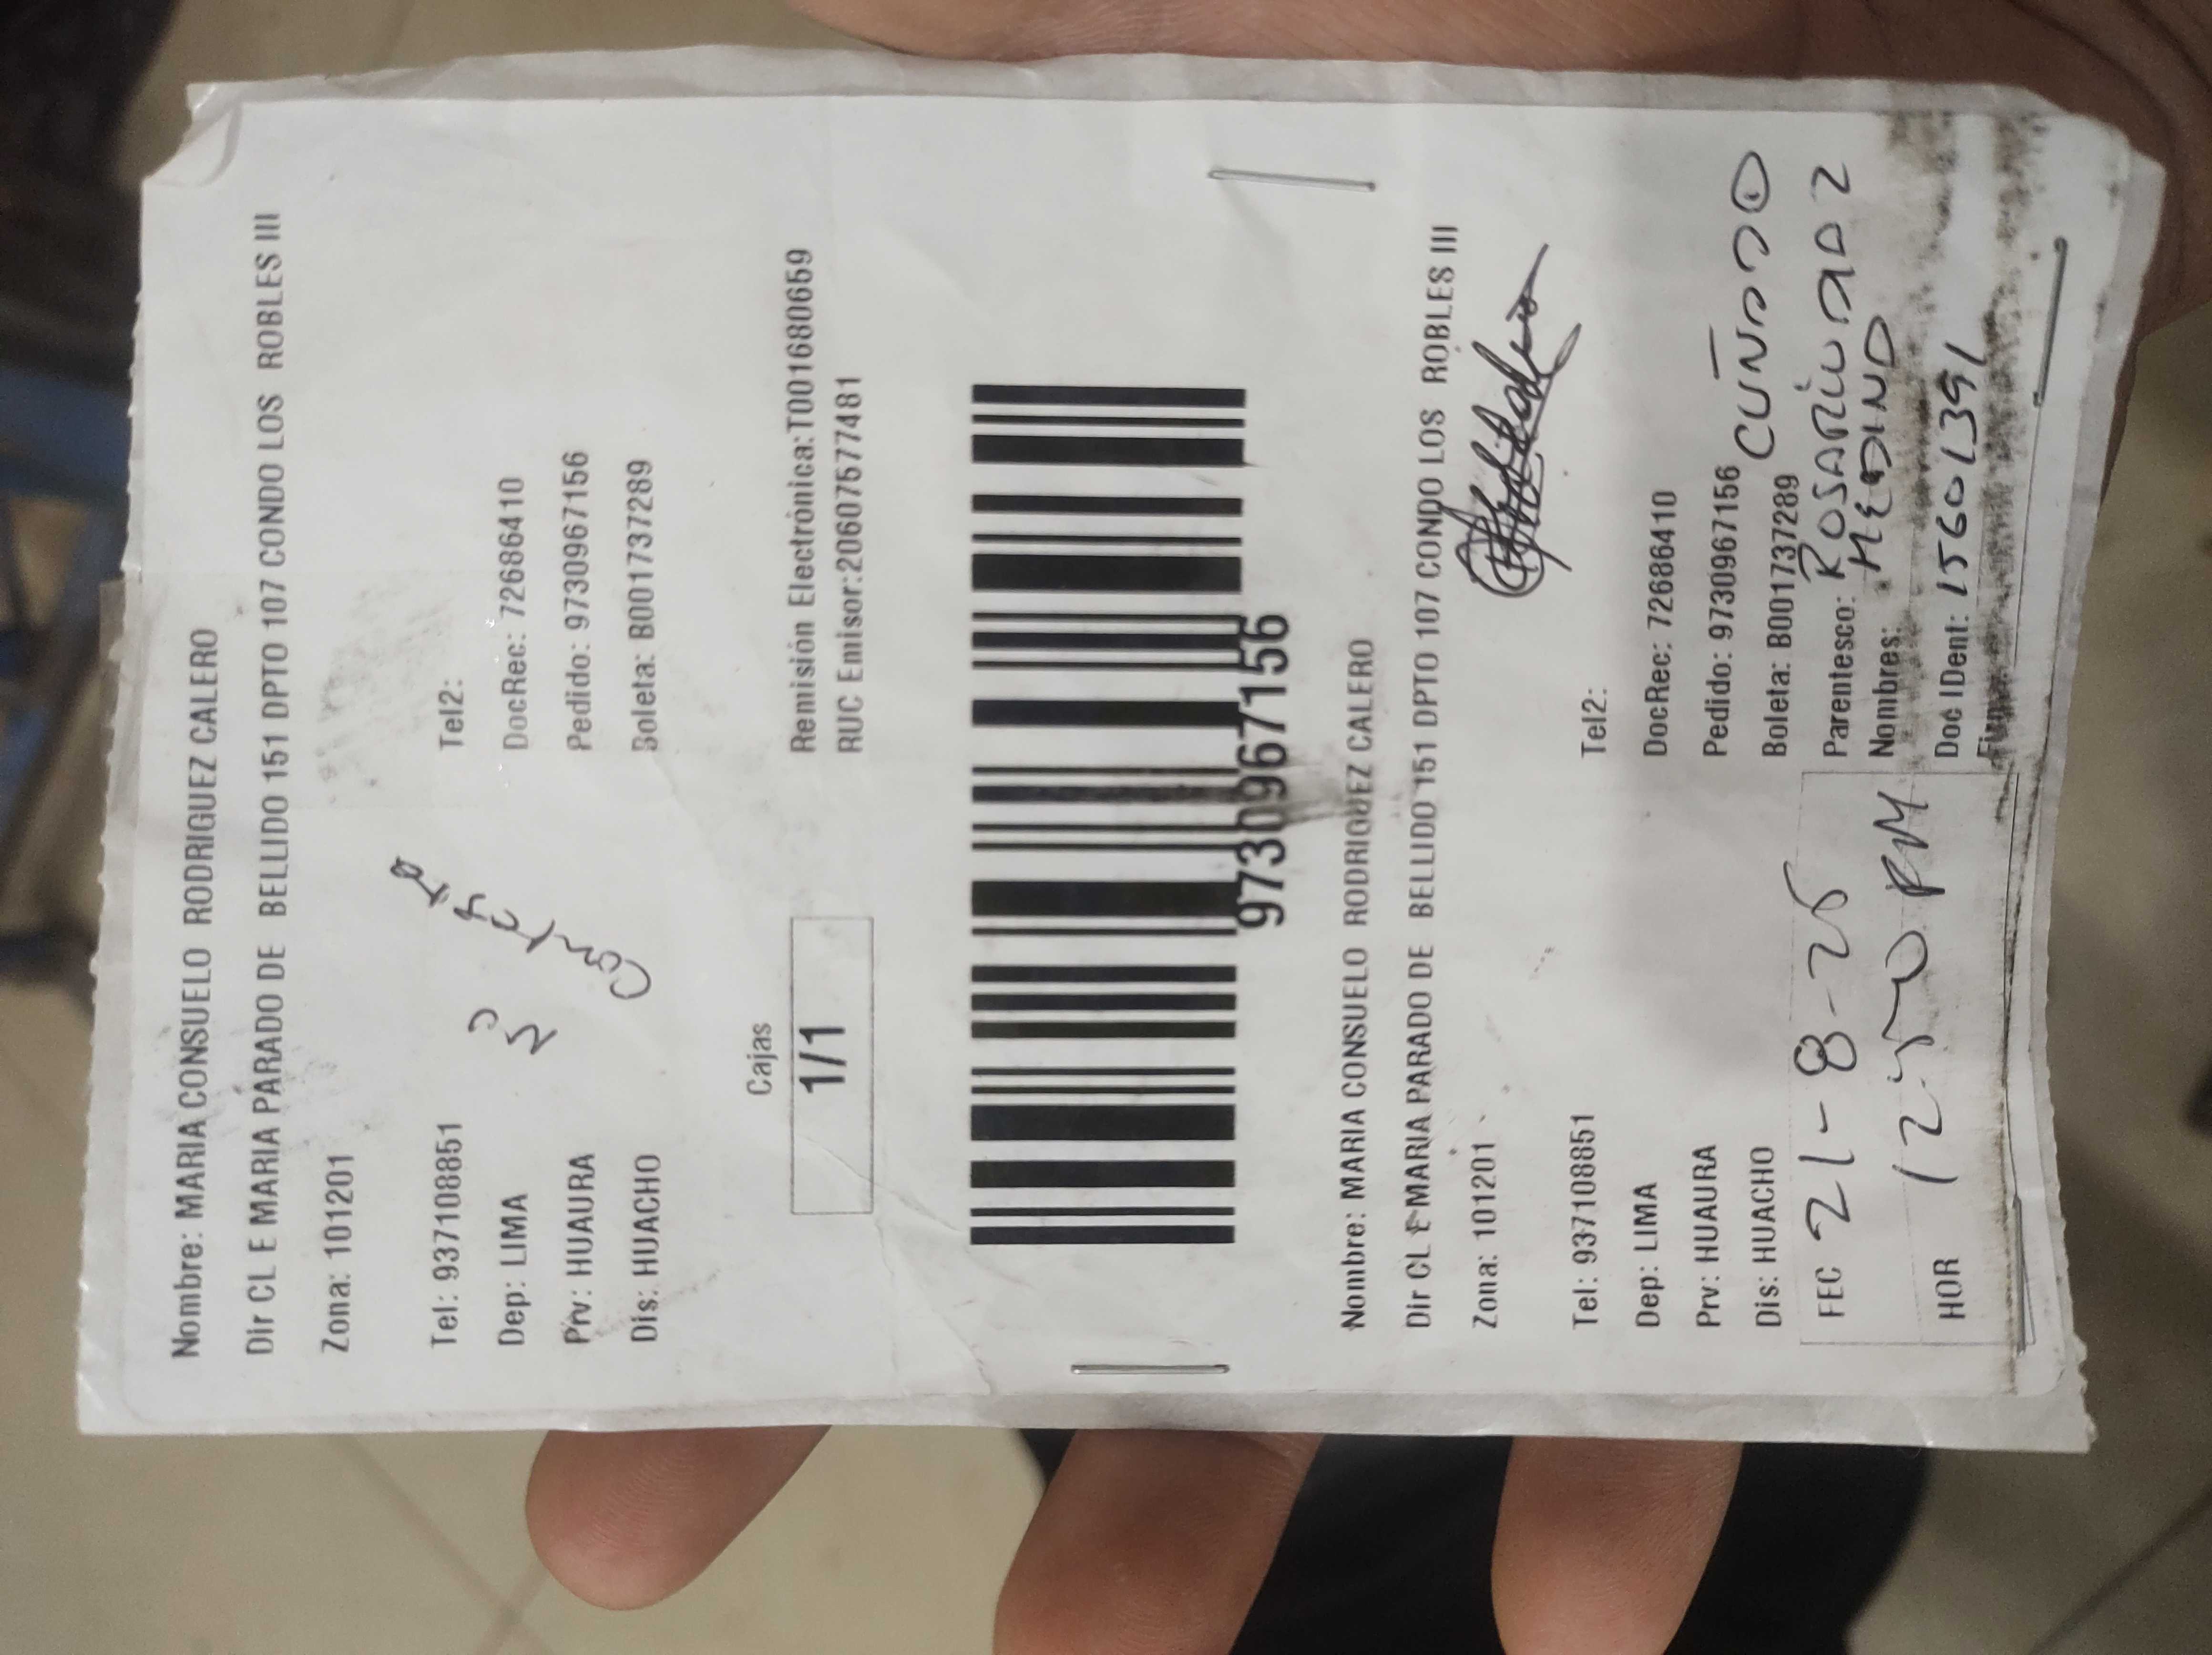 Nombre: MARIA CONSUELO RODRIGUEZ CALERO
Dir CL E MARIA PARADO DE BELLIDO 151 DPTO 107 CONDO LOS ROBLES III
Zona: 101201
Tel: 937108851
Tel2:
Dep: LIMA
DocRec: 72686410
Prv: HUAURA
Pedido: 97309671​56
Dis: HUACHO
Boleta: B001737289
Cajas
1/1
Remisión Electrónica:T001680659
RUC Emisor:20607577481
9730967156
Nombre: MARIA CONSUELO RODRIGUEZ CALERO
Dir CL E MARIA PARADO DE BELLIDO 151 DPTO 107 CONDO LOS ROBLES III
Zona: 101201
Tel: 937108851
Tel2:
Dep: LIMA
DocRec: 72686410
Prv: HUAURA
Pedido: 9730967156
Dis: HUACHO
Boleta: B001737289
CUÑADO
FEC 21-8-25
Parentesco: ROSARIO
Nombres: MEDINA
HOR 12:50 PM
Doc IDent: 15601391